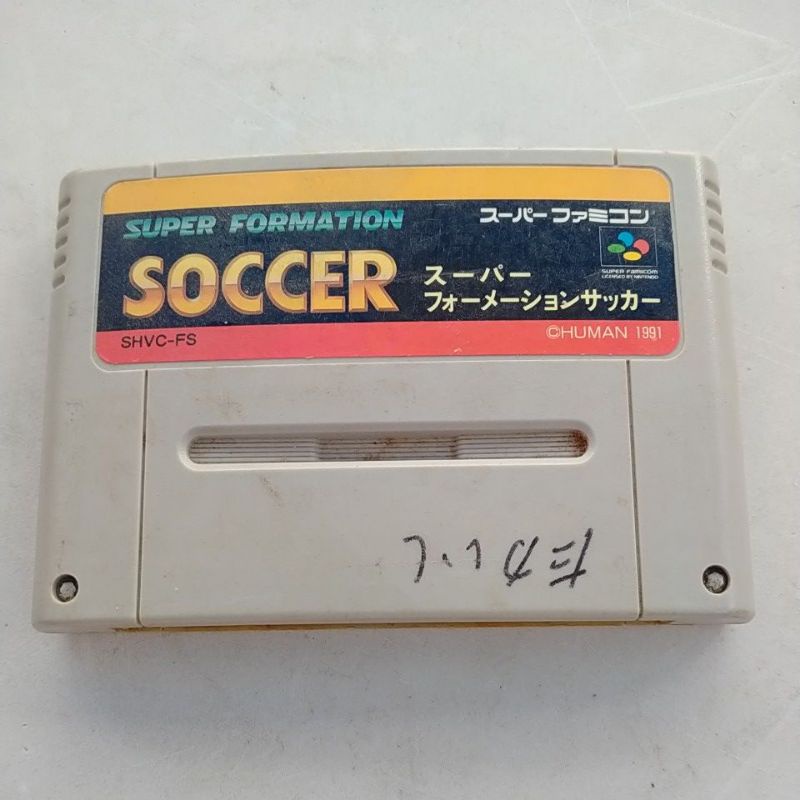 SUPER FORMATION
SOCCER
スーパーファミコン
SUPER FAMICOM
LICENSED BY NINTENDO
スーパー
フォーメーションサッカー
SHVC-FS
©HUMAN 1991